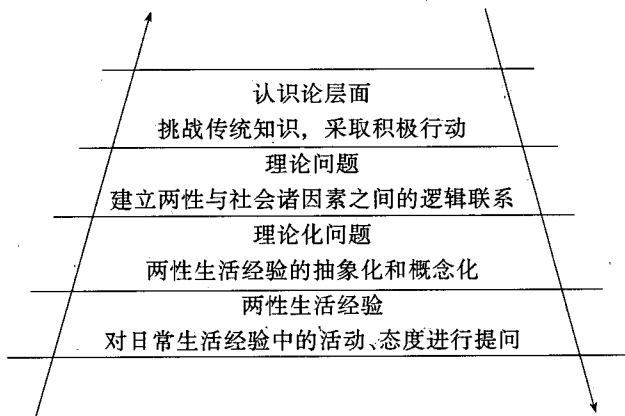 认识论层面
挑战传统知识，采取积极行动
理论问题
建立两性与社会诸因素之间的逻辑联系
理论化问题
两性生活经验的抽象化和概念化
两性生活经验
对日常生活经验中的活动、态度进行提问